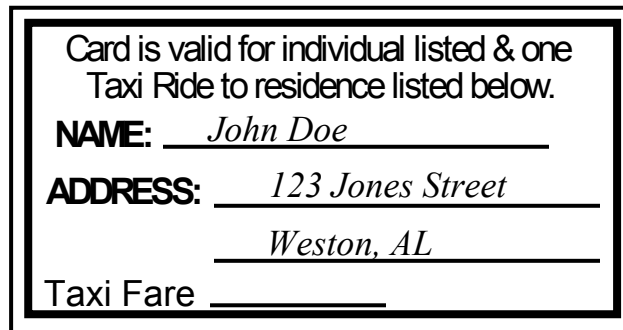 Card is valid for individual listed & one
Taxi Ride to residence listed below.
NAME: John Doe
ADDRESS: 123 Jones Street
Weston, AL
Taxi Fare